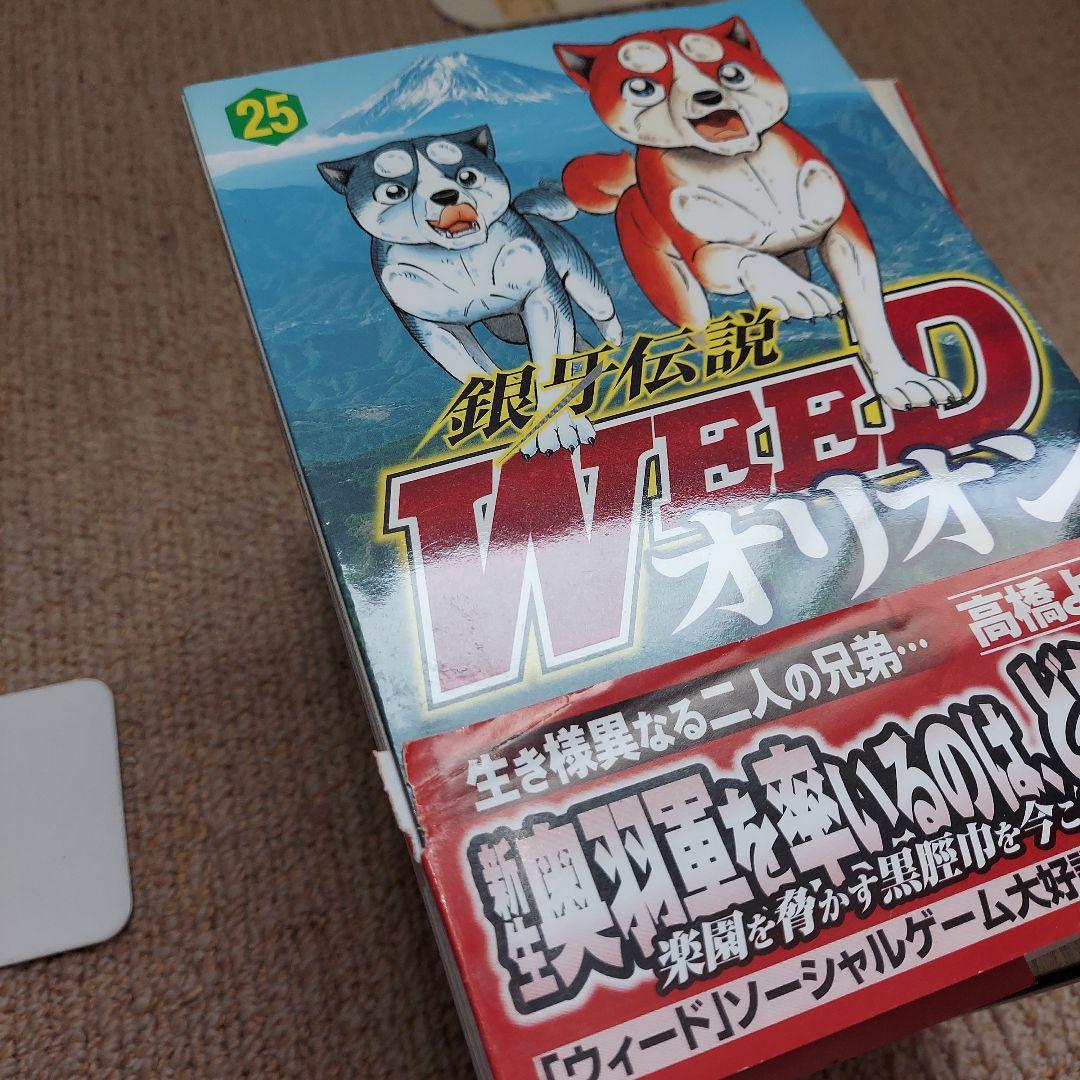 25
銀牙伝説
WEED
オリオン
高橋よ
生き様異なる二人の兄弟…
新生奥羽軍を率いるのは、ど
楽園を脅かす黒脛巾を今こ
「ウィード」ソーシャルゲーム大好